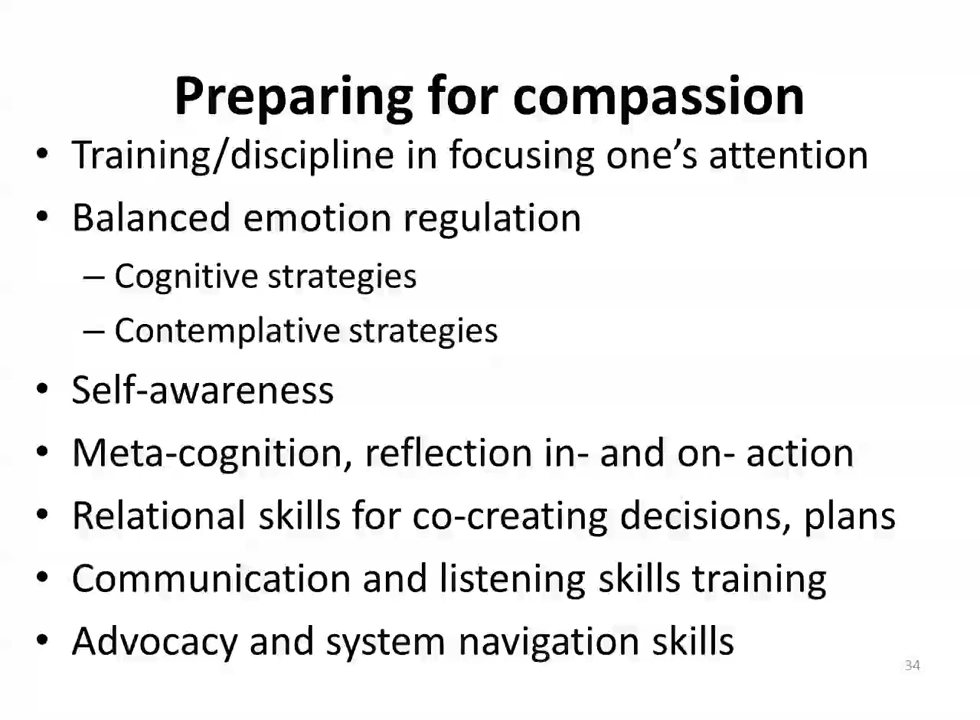 Preparing for compassion
• Training/discipline in focusing one's attention
• Balanced emotion regulation
– Cognitive strategies
– Contemplative strategies
• Self-awareness
• Meta-cognition, reflection in- and on- action
• Relational skills for co-creating decisions, plans
• Communication and listening skills training
• Advocacy and system navigation skills
34